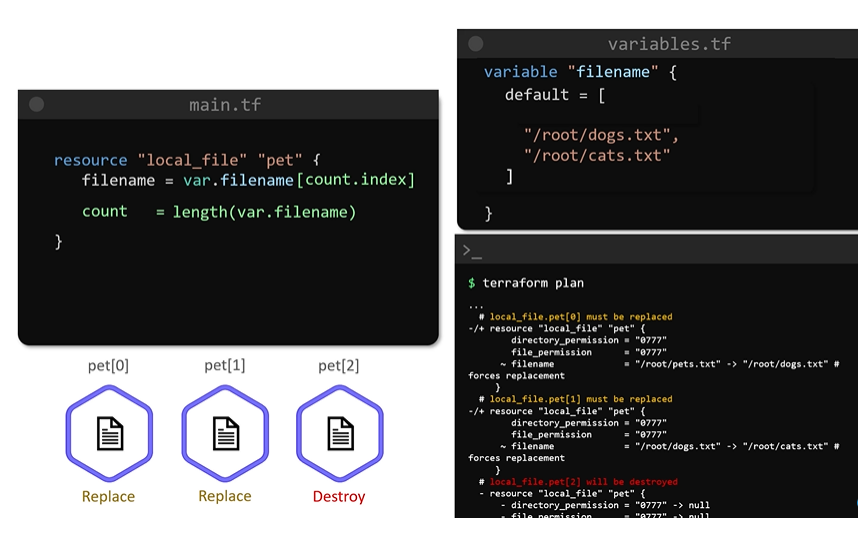 main.tf
resource "local_file" "pet" {
filename = var.filename[count.index]
count = length(var.filename)
}
pet[0] pet[1] pet[2]
Replace Replace Destroy
variables.tf
variable "filename" {
default = [
"/root/dogs.txt",
"/root/cats.txt"
]
}
>_
$ terraform plan
...
# local_file.pet[0] must be replaced
-/+ resource "local_file" "pet" {
directory_permission = "0777"
file_permission = "0777"
~ filename = "/root/pets.txt" -> "/root/dogs.txt" #
forces replacement
}
# local_file.pet[1] must be replaced
-/+ resource "local_file" "pet" {
directory_permission = "0777"
file_permission = "0777"
~ filename = "/root/dogs.txt" -> "/root/cats.txt" #
forces replacement
}
# local_file.pet[2] will be destroyed
- resource "local_file" "pet" {
- directory_permission = "0777" -> null
- file_permission = "0777" -> null